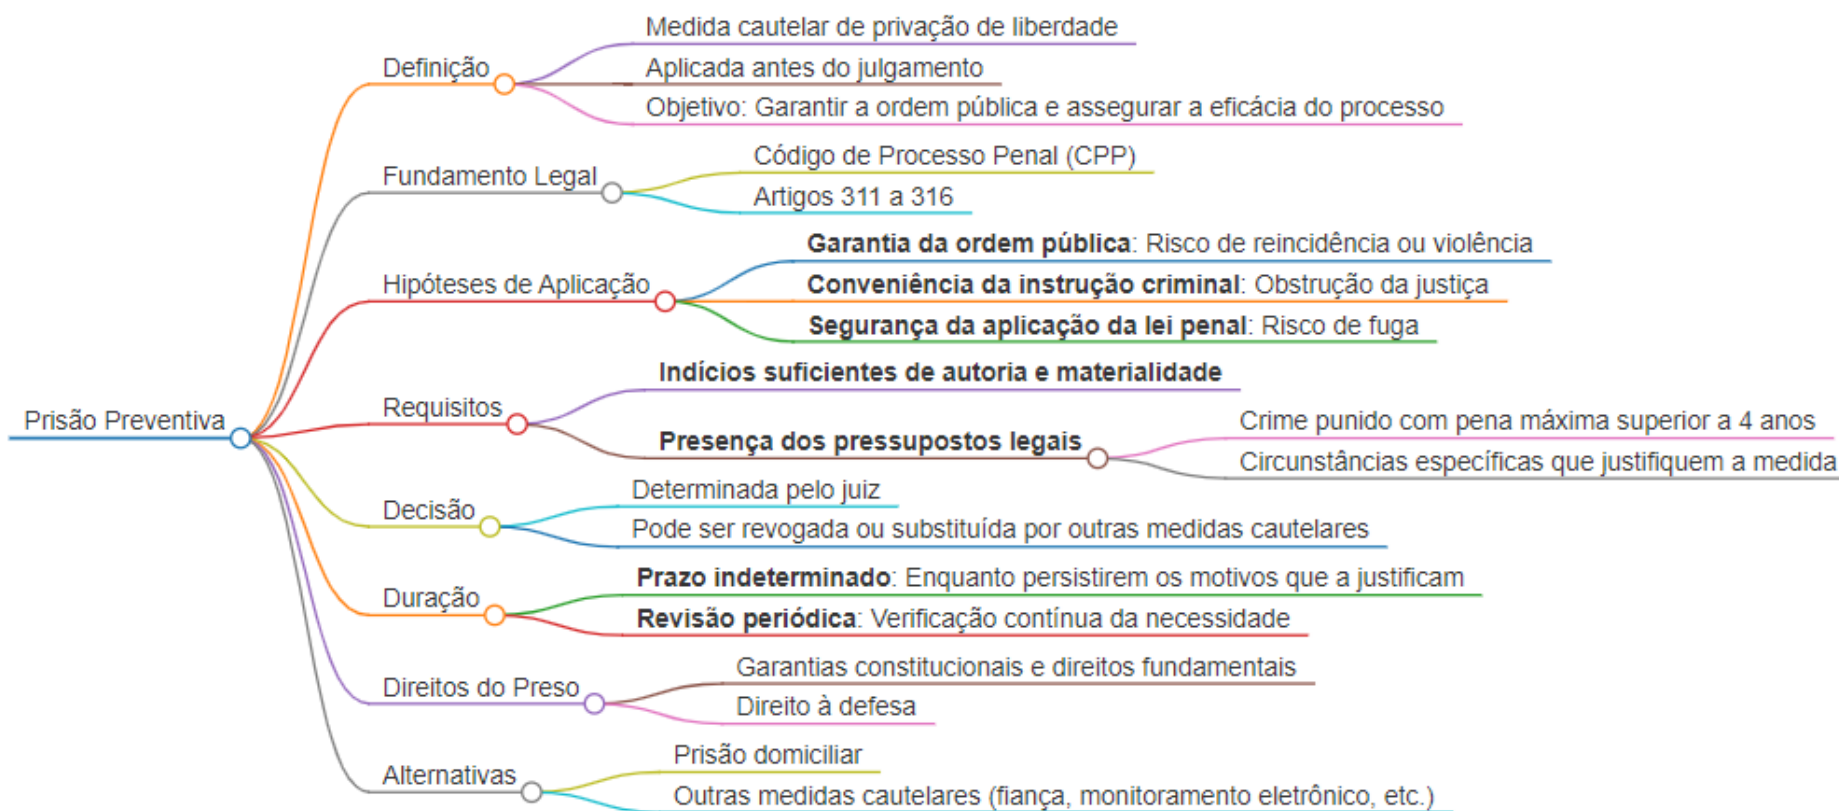 Prisão Preventiva
Definição
Medida cautelar de privação de liberdade
Aplicada antes do julgamento
Objetivo: Garantir a ordem pública e assegurar a eficácia do processo
Fundamento Legal
Código de Processo Penal (CPP)
Artigos 311 a 316
Hipóteses de Aplicação
Garantia da ordem pública: Risco de reincidência ou violência
Conveniência da instrução criminal: Obstrução da justiça
Segurança da aplicação da lei penal: Risco de fuga
Requisitos
Indícios suficientes de autoria e materialidade
Presença dos pressupostos legais
Crime punido com pena máxima superior a 4 anos
Circunstâncias específicas que justifiquem a medida
Decisão
Determinada pelo juiz
Pode ser revogada ou substituída por outras medidas cautelares
Duração
Prazo indeterminado: Enquanto persistirem os motivos que a justificam
Revisão periódica: Verificação contínua da necessidade
Direitos do Preso
Garantias constitucionais e direitos fundamentais
Direito à defesa
Alternativas
Prisão domiciliar
Outras medidas cautelares (fiança, monitoramento eletrônico, etc.)